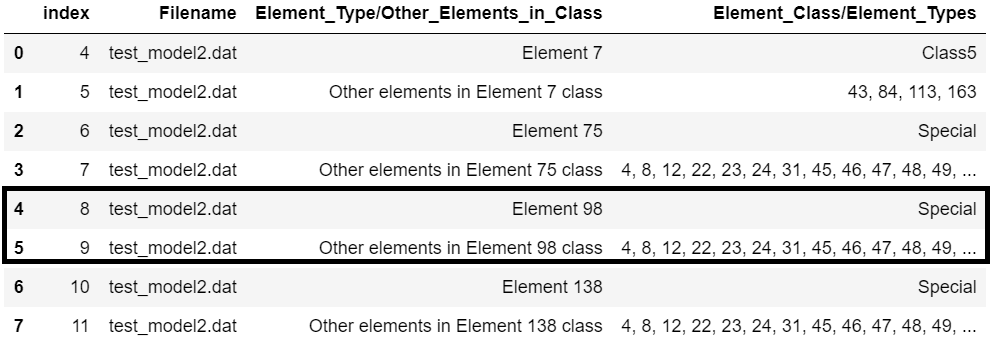 index Filename Element_Type/Other_Elements_in_Class Element_Class/Element_Types
0 4 test_model2.dat Element 7 Class5
1 5 test_model2.dat Other elements in Element 7 class 43, 84, 113, 163
2 6 test_model2.dat Element 75 Special
3 7 test_model2.dat Other elements in Element 75 class 4, 8, 12, 22, 23, 24, 31, 45, 46, 47, 48, 49, ...
4 8 test_model2.dat Element 98 Special
5 9 test_model2.dat Other elements in Element 98 class 4, 8, 12, 22, 23, 24, 31, 45, 46, 47, 48, 49, ...
6 10 test_model2.dat Element 138 Special
7 11 test_model2.dat Other elements in Element 138 class 4, 8, 12, 22, 23, 24, 31, 45, 46, 47, 48, 49, ...